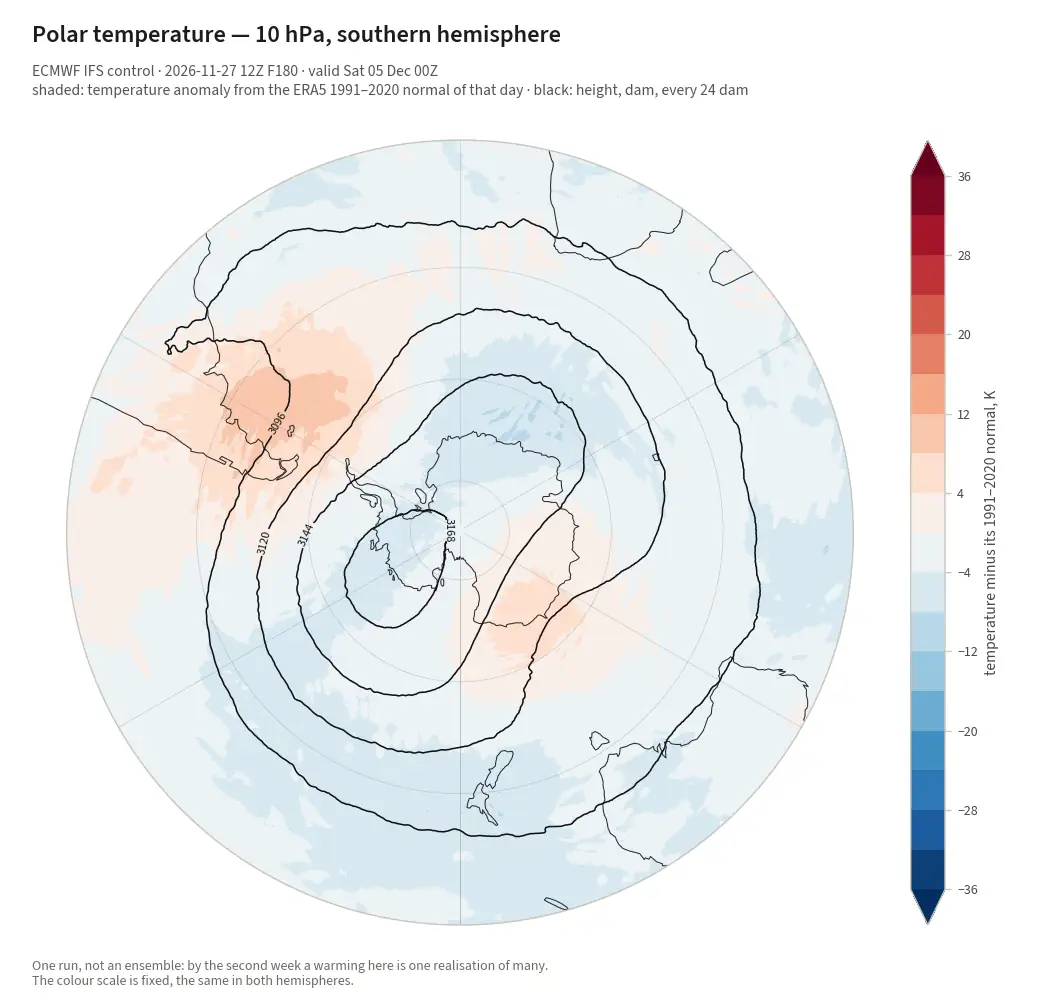 Polar temperature — 10 hPa, southern hemisphere
ECMWF IFS control · 2026-11-27 12Z F180 · valid Sat 05 Dec 00Z
shaded: temperature anomaly from the ERA5 1991–2020 normal of that day · black: height, dam, every 24 dam
3096
3120
3144
3168
36
28
20
12
4
−4
−12
−20
−28
−36
temperature minus its 1991–2020 normal, K
One run, not an ensemble: by the second week a warming here is one realisation of many.
The colour scale is fixed, the same in both hemispheres.